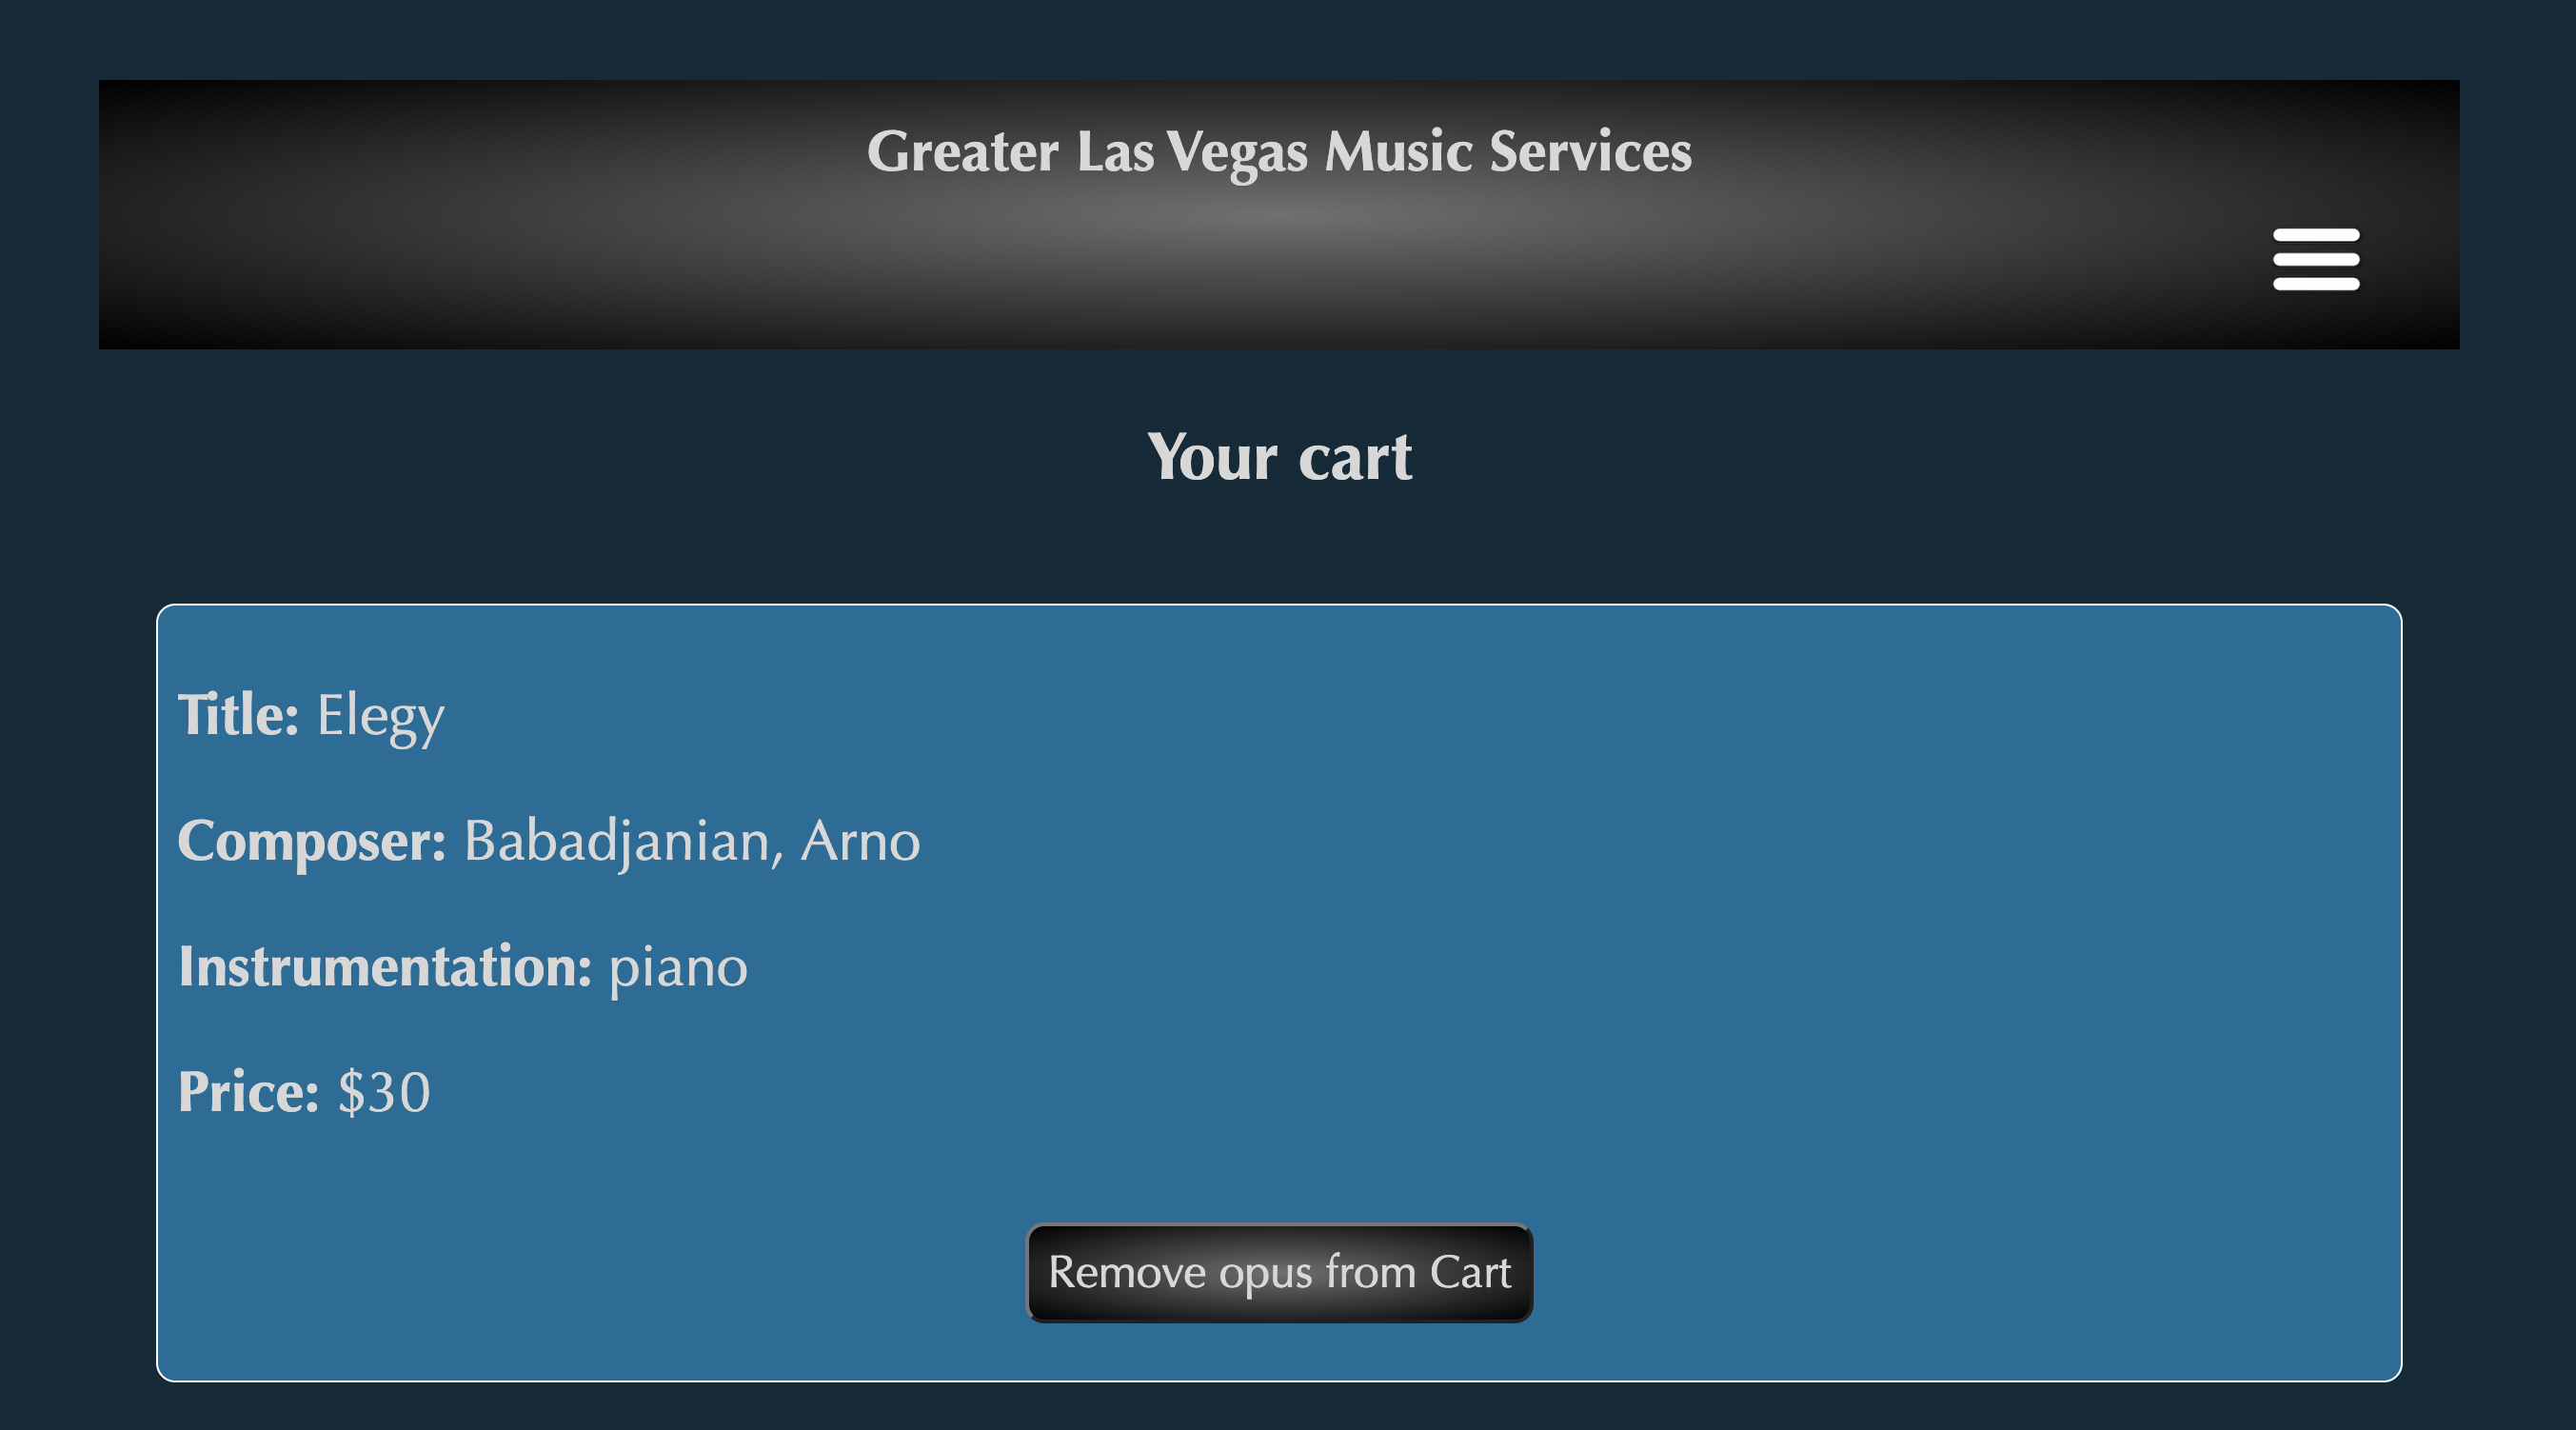 Greater Las Vegas Music Services
Your cart
Title: Elegy
Composer: Babadjanian, Arno
Instrumentation: piano
Price: $30
Remove opus from Cart